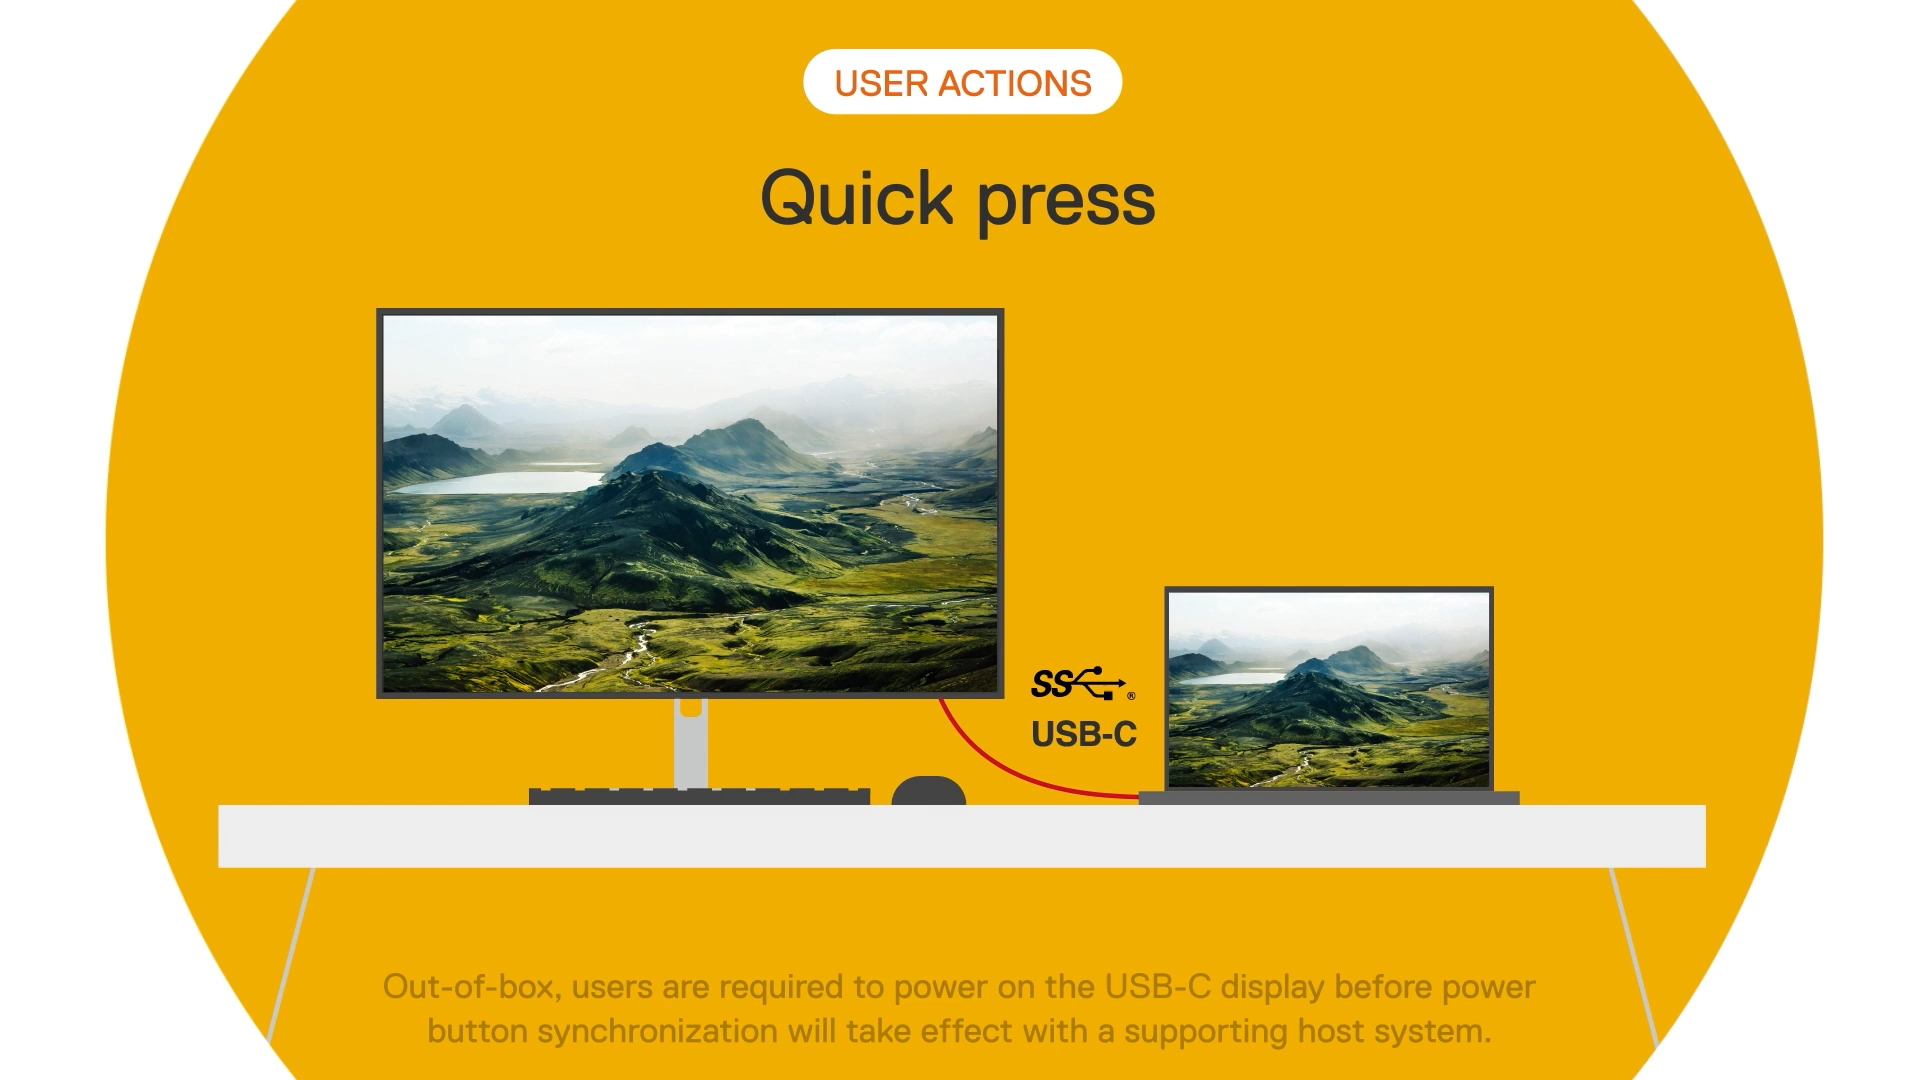 USER ACTIONS
Quick press
SS
®
USB-C
Out-of-box, users are required to power on the USB-C display before power
button synchronization will take effect with a supporting host system.